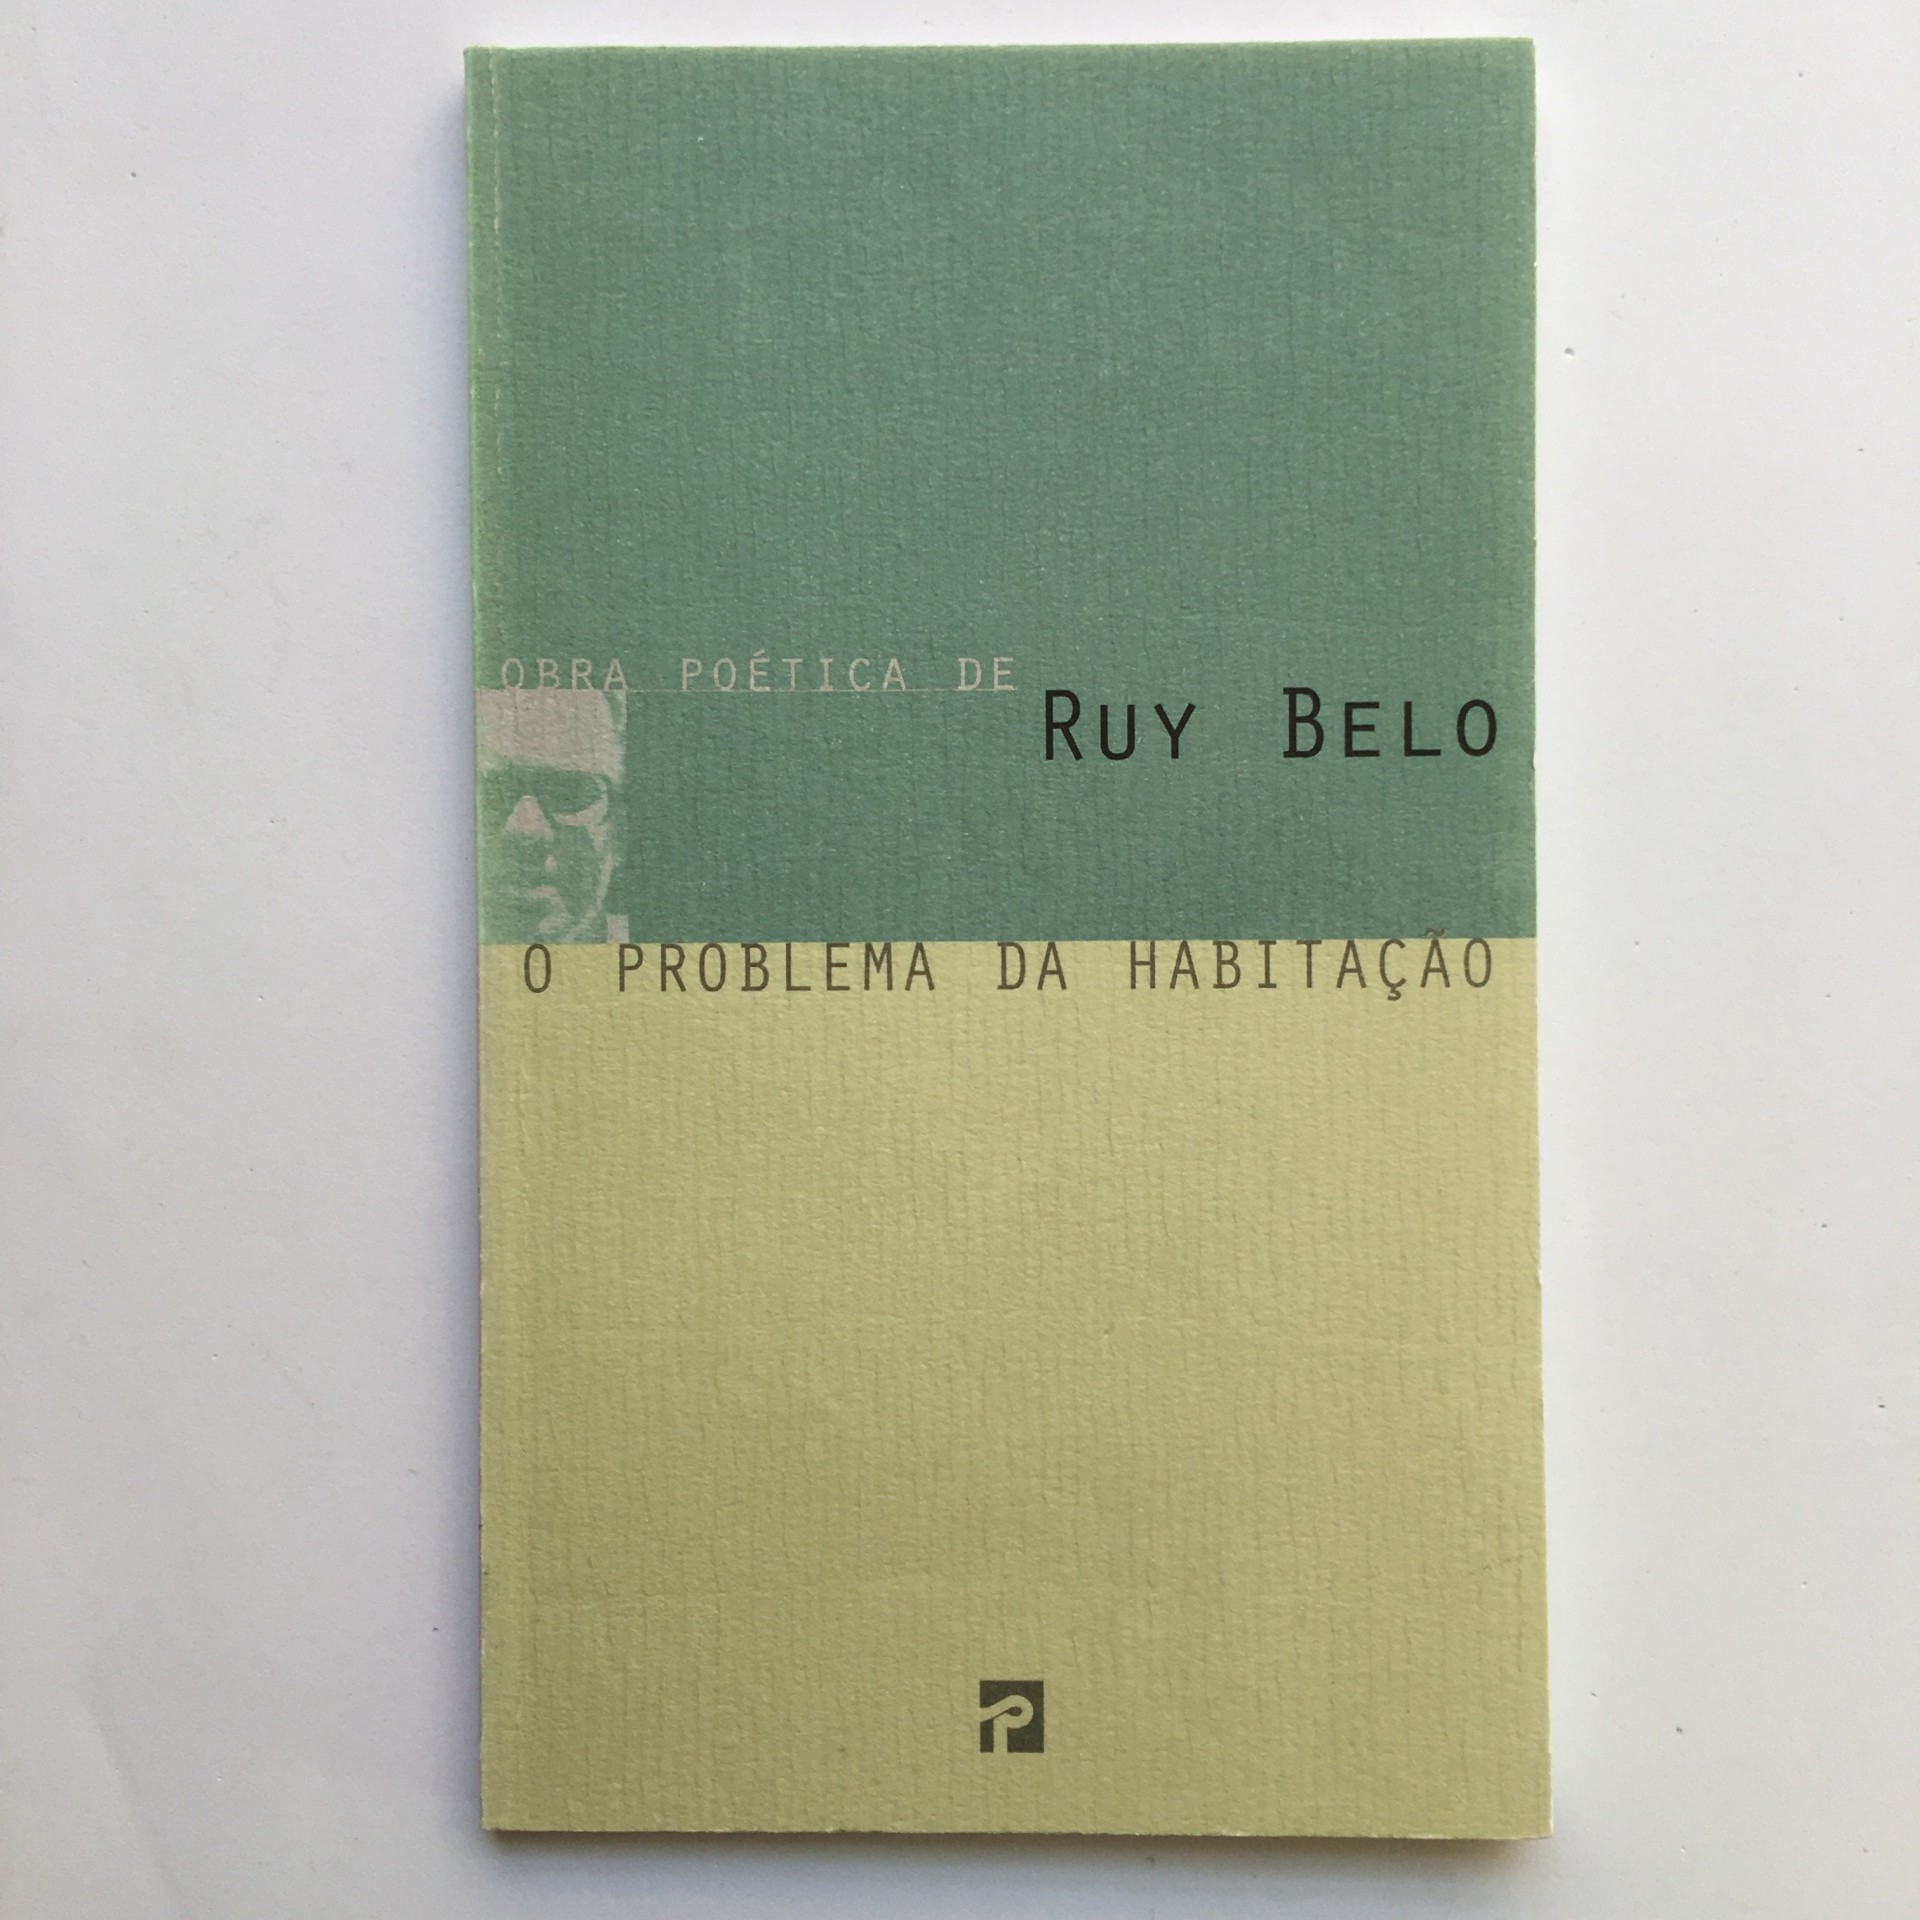 OBRA POÉTICA DE
RUY BELO
O PROBLEMA DA HABITAÇÃO
P